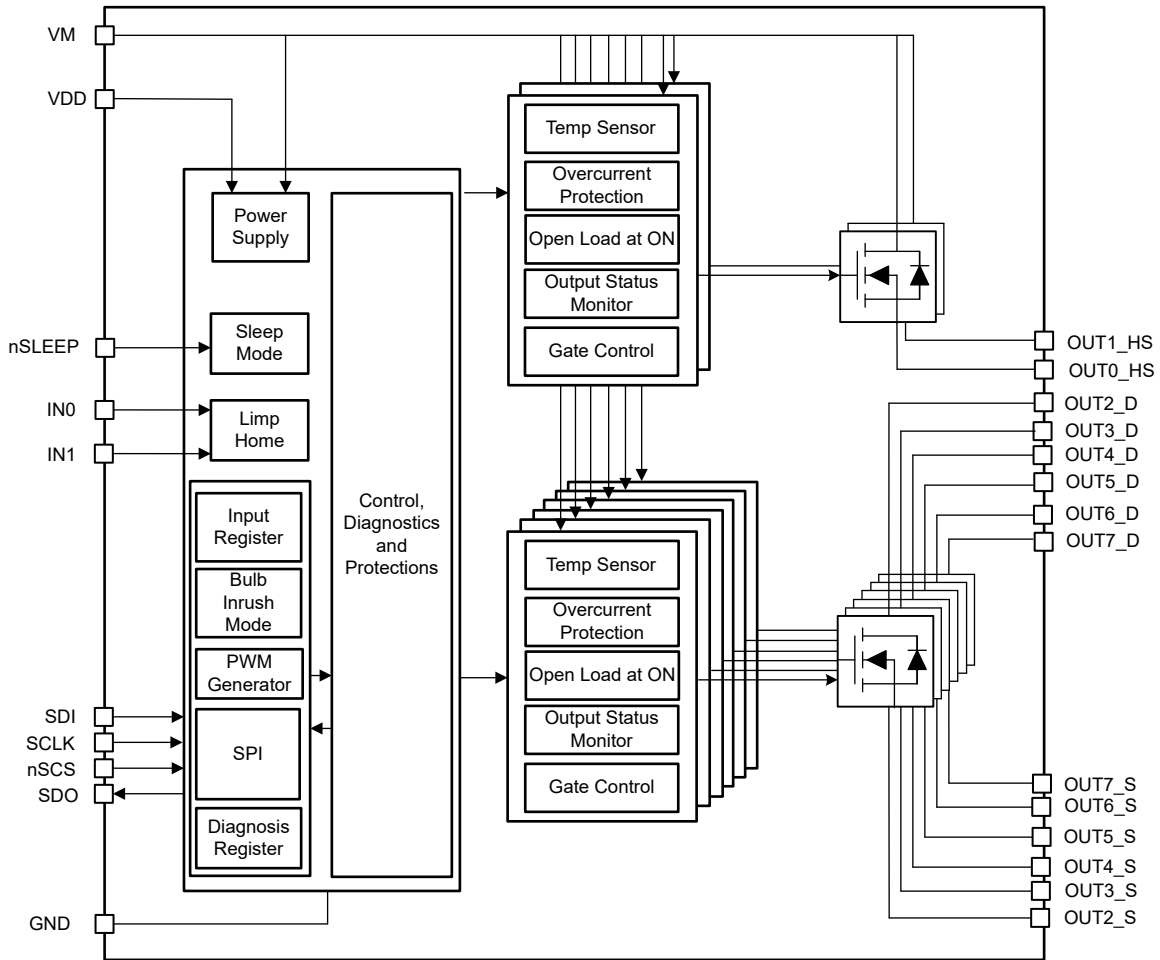 VM
VDD
nSLEEP
IN0
IN1
SDI
SCLK
nSCS
SDO
GND
Power
Supply
Sleep
Mode
Limp
Home
Input
Register
Bulb
Inrush
Mode
PWM
Generator
SPI
Diagnosis
Register
Control,
Diagnostics
and
Protections
Temp Sensor
Overcurrent
Protection
Open Load at ON
Output Status
Monitor
Gate Control
Temp Sensor
Overcurrent
Protection
Open Load at ON
Output Status
Monitor
Gate Control
OUT1_HS
OUT0_HS
OUT2_D
OUT3_D
OUT4_D
OUT5_D
OUT6_D
OUT7_D
OUT7_S
OUT6_S
OUT5_S
OUT4_S
OUT3_S
OUT2_S